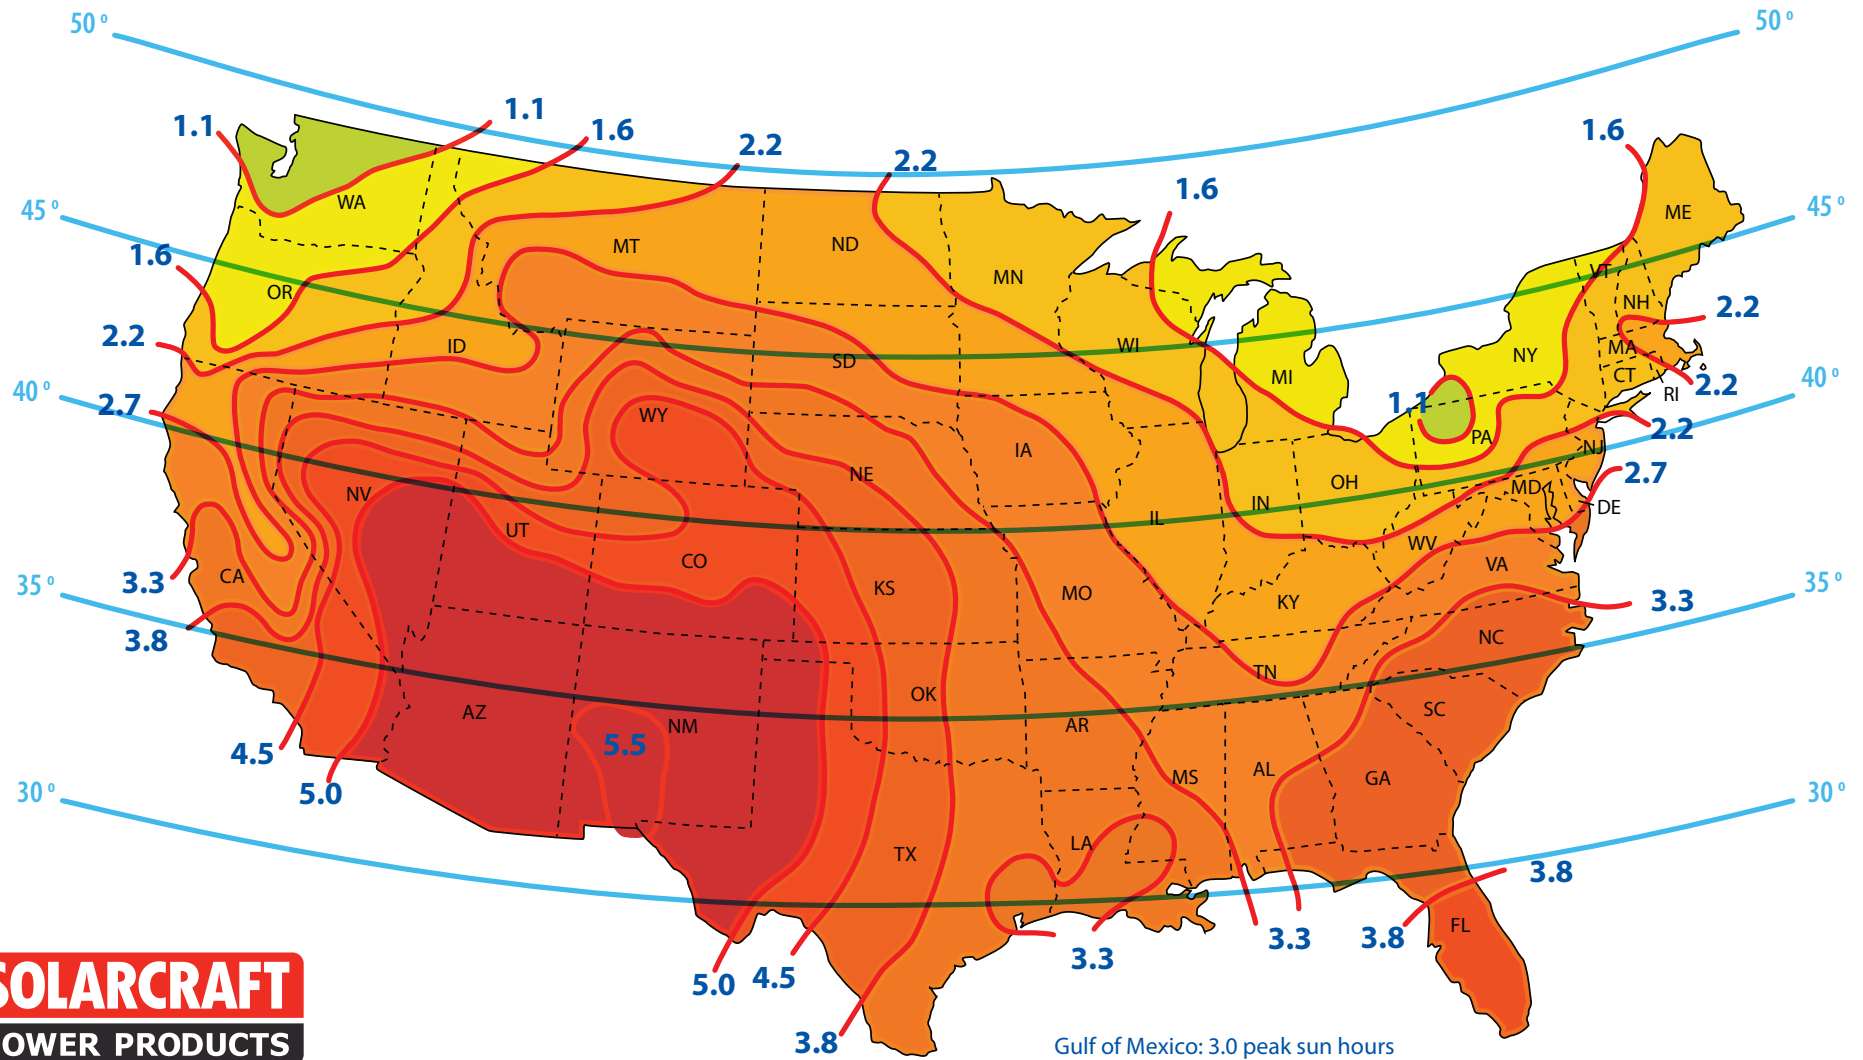 50 º
50 º
1.1
1.1
1.6
2.2
2.2
1.6
1.6
45 º
45 º
WA
ME
1.6
MT
ND
MN
VT
OR
NH
2.2
2.2
ID
SD
WI
NY
MA
CT
MI
RI
2.2
40 º
40 º
2.7
WY
1.1
PA
2.2
IA
NE
NJ
NV
OH
MD
2.7
UT
IL
IN
DE
CO
WV
VA
35 º
35 º
3.3
CA
KS
MO
KY
3.3
3.8
NC
TN
OK
AZ
NM
AR
SC
5.5
4.5
MS
AL
GA
5.0
30 º
30 º
LA
TX
3.8
FL
3.3
3.8
3.3
5.0
4.5
3.8
Gulf of Mexico: 3.0 peak sun hours
SOLARCRAFT
OWER PRODUCTS